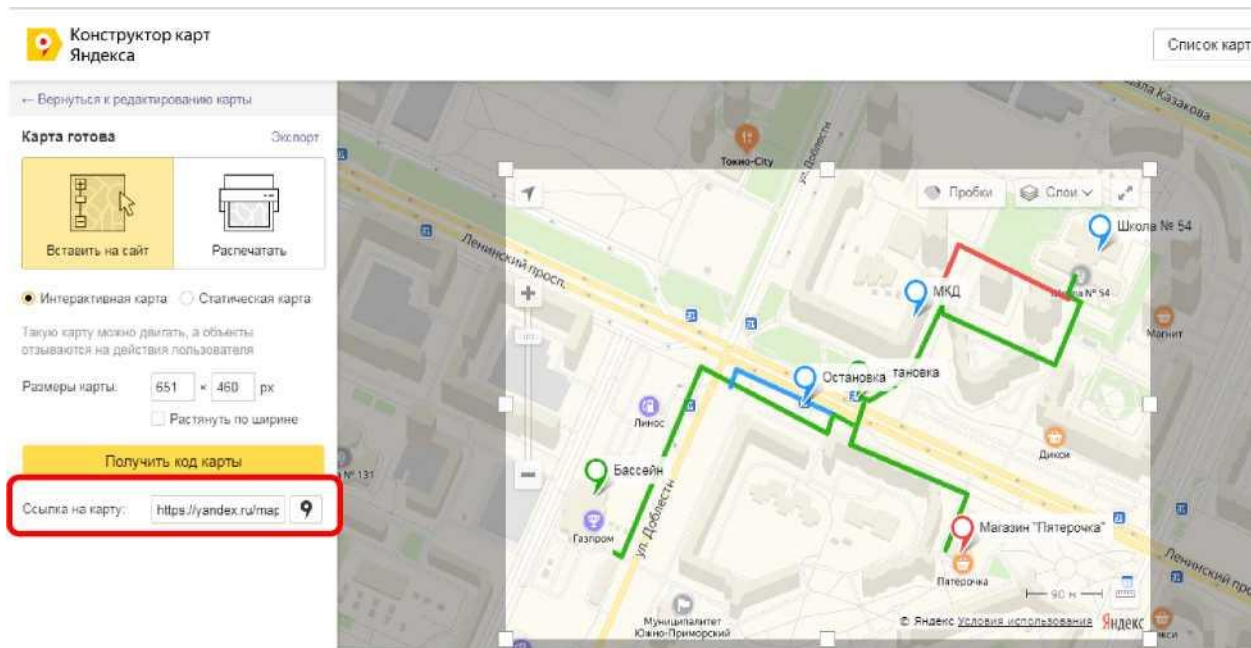 Конструктор карт
Яндекса
Список карт
← Вернуться к редактированию карты
Карта готова
Экспорт
Вставить на сайт
Распечатать
Интерактивная карта
Статическая карта
Такую карту можно двигать, а объекты
отзываются на действия пользователя
Размеры карты:
651 × 460 px
Растянуть по ширине
Получить код карты
Ссылка на карту:
https://yandex.ru/map
Казакова
Токио-City
ул. Доблести
Пробки
Слои
Школа № 54
Ленинский просп.
МКД
Магнит
Остановка
тановка
Линос
Дикси
№ 131
Бассейн
Газпром
ул. Доблести
Магазин "Пятерочка"
Пятерочка
Ленинский про
90 м
Муниципалитет
Южно-Приморский
© Яндекс Условия использования Яндекс